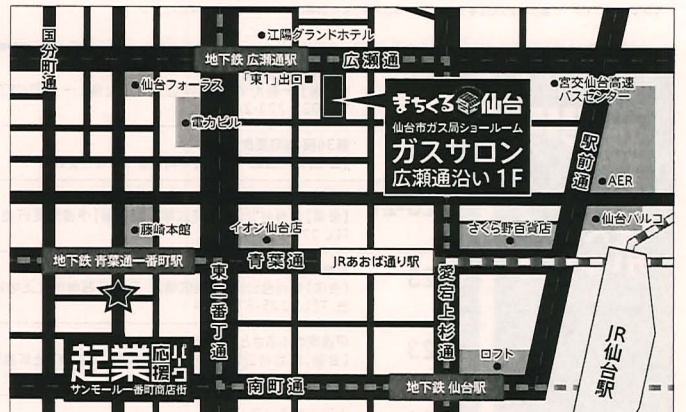 国分町通
江陽グランドホテル
地下鉄 広瀬通駅
広瀬通
仙台フォーラス
「東1」出口
電力ビル
まちくる仙台
仙台市ガス局ショールーム
ガスサロン
広瀬通沿い 1F
宮交仙台高速
バスセンター
駅前通
AER
仙台パルコ
藤崎本館
イオン仙台店
さくら野百貨店
地下鉄 青葉通一番町駅
青葉通
JRあおば通り駅
東二番丁通
愛宕上杉通
JR仙台駅
起業応援
サンモール一番町商店街
ロフト
南町通
地下鉄 仙台駅